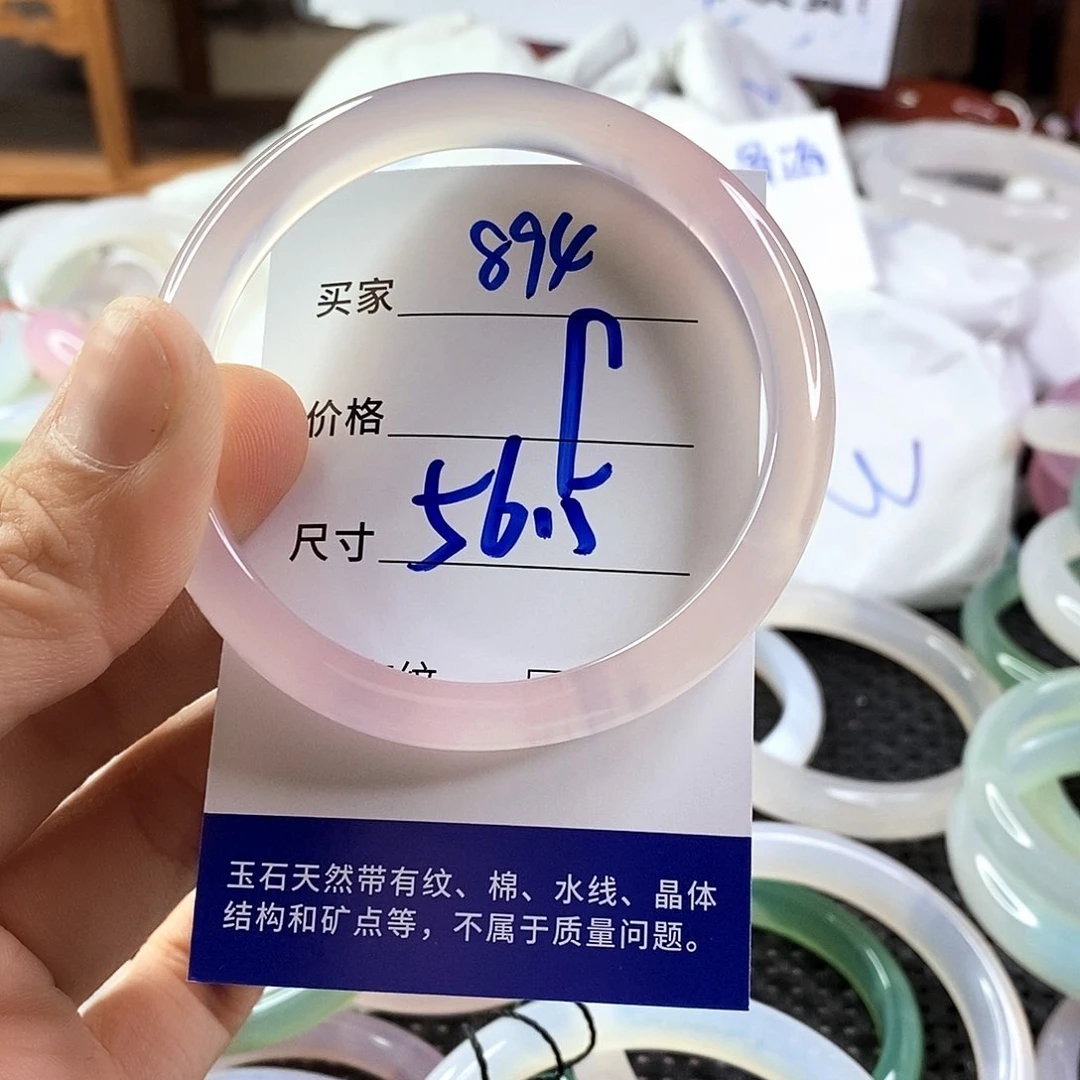 买家 894
价格
尺寸 56.5
纹
玉石天然带有纹、棉、水线、晶体
结构和矿点等，不属于质量问题。